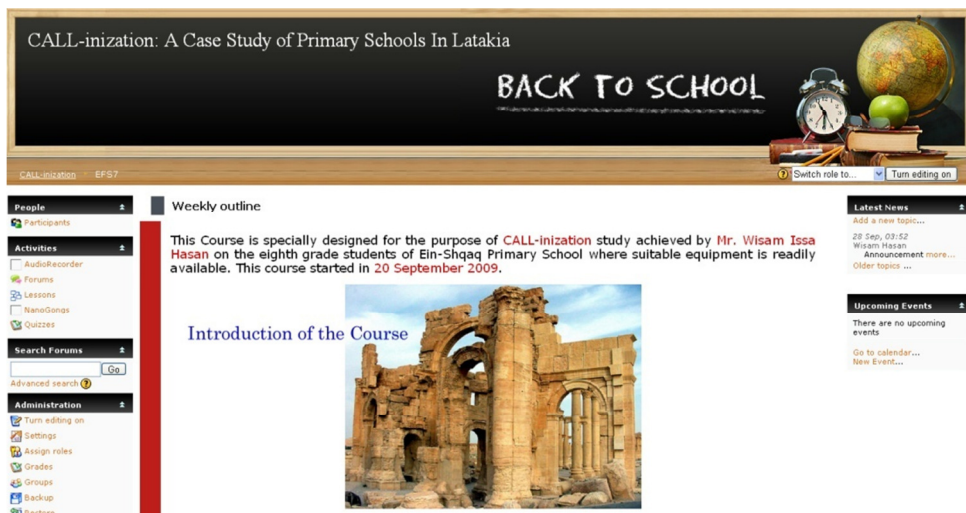 CALL-inization: A Case Study of Primary Schools In Latakia
BACK TO SCHOOL
CALL-inization EFS7
Switch role to... Turn editing on
People
Participants
Activities
AudioRecorder
Forums
Lessons
NanoGongs
Quizzes
Search Forums
Go
Advanced search
Administration
Turn editing on
Settings
Assign roles
Grades
Groups
Backup
Restore
Weekly outline
This Course is specially designed for the purpose of CALL-inization study achieved by Mr. Wisam Issa
Hasan on the eighth grade students of Ein-Shqaq Primary School where suitable equipment is readily
available. This course started in 20 September 2009.
Introduction of the Course
Latest News
Add a new topic...
28 Sep, 03:52
Wisam Hasan
Announcement more...
Older topics ...
Upcoming Events
There are no upcoming
events
Go to calendar...
New Event...